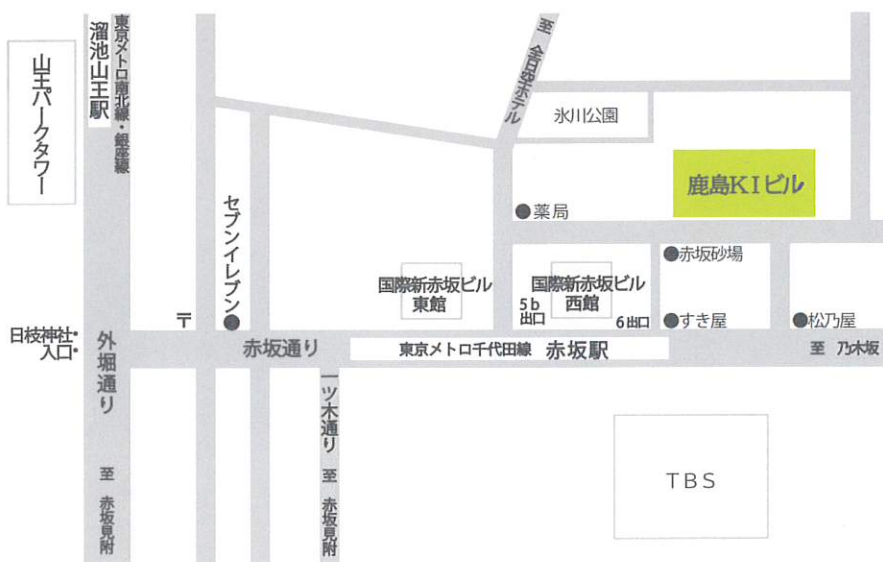 山王パークタワー
溜池山王駅
東京メトロ南北線・銀座線
至 全日空ホテル
氷川公園
鹿島KIビル
薬局
セブンイレブン
国際新赤坂ビル
東館
国際新赤坂ビル
西館
5b
出口
6出口
赤坂砂場
すき屋
松乃屋
〒
日枝神社
入口
外堀通り
赤坂通り
東京メトロ千代田線 赤坂駅
至 乃木坂
一ツ木通り
至 赤坂見附
至 赤坂見附
TBS